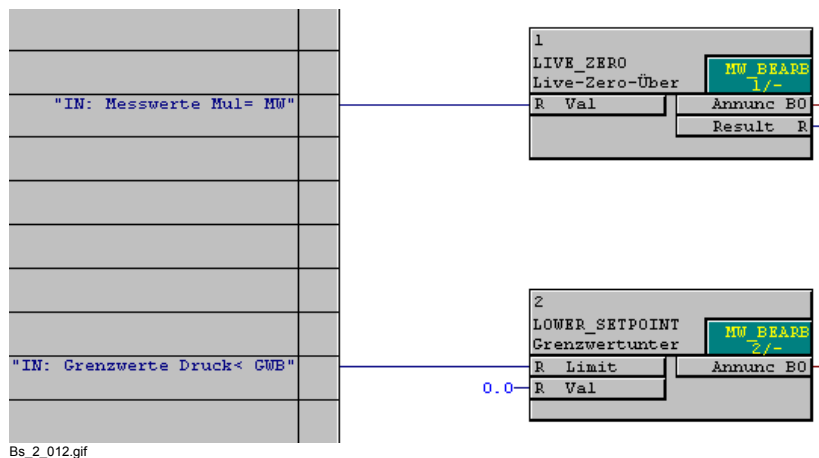 1
LIVE_ZERO
Live-Zero-Über
MW_BEARB
1/-
"IN: Messwerte Mul= MW"
R Val
Annunc BO
Result R
2
LOWER_SETPOINT
Grenzwertunter
MW_BEARB
2/-
"IN: Grenzwerte Druck< GWB"
R Limit
Annunc BO
0.0
R Val
Bs_2_012.gif